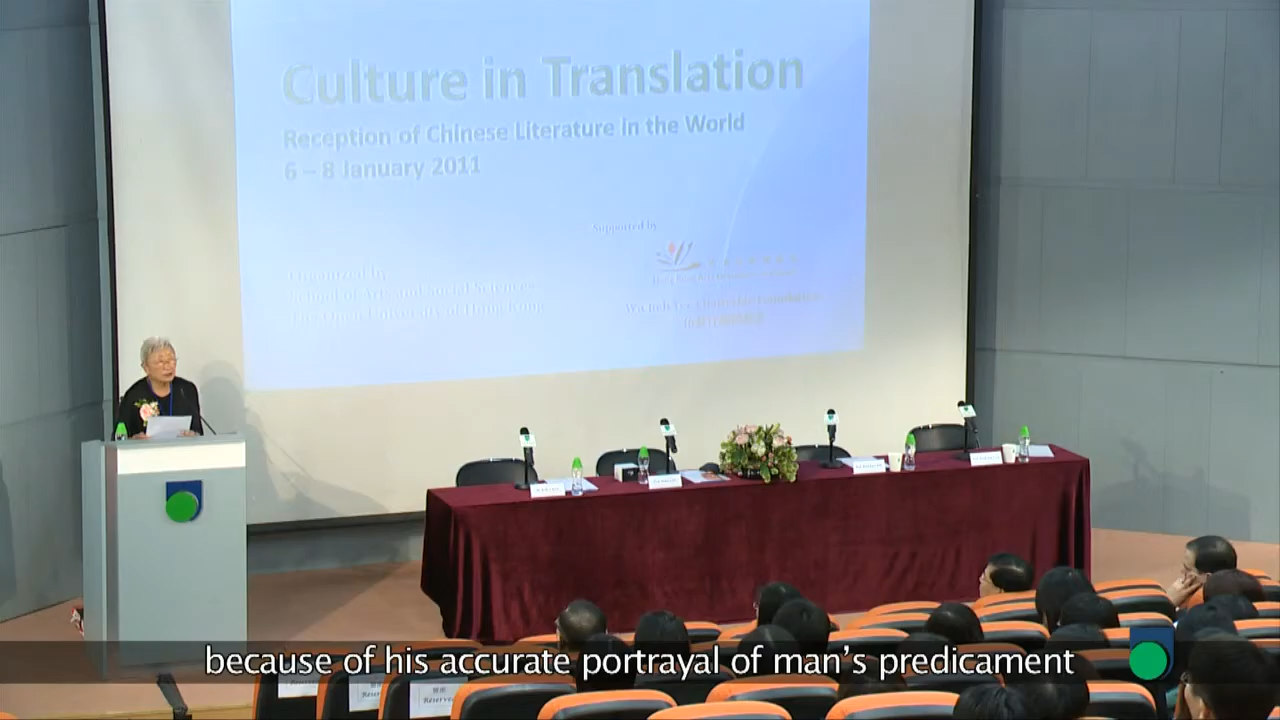 Culture in Translation
Reception of Chinese Literature in the World
6 – 8 January 2011
Supported by
Organized by
School of Arts and Social Sciences
The Open University of Hong Kong
because of his accurate portrayal of man's predicament
Reserved